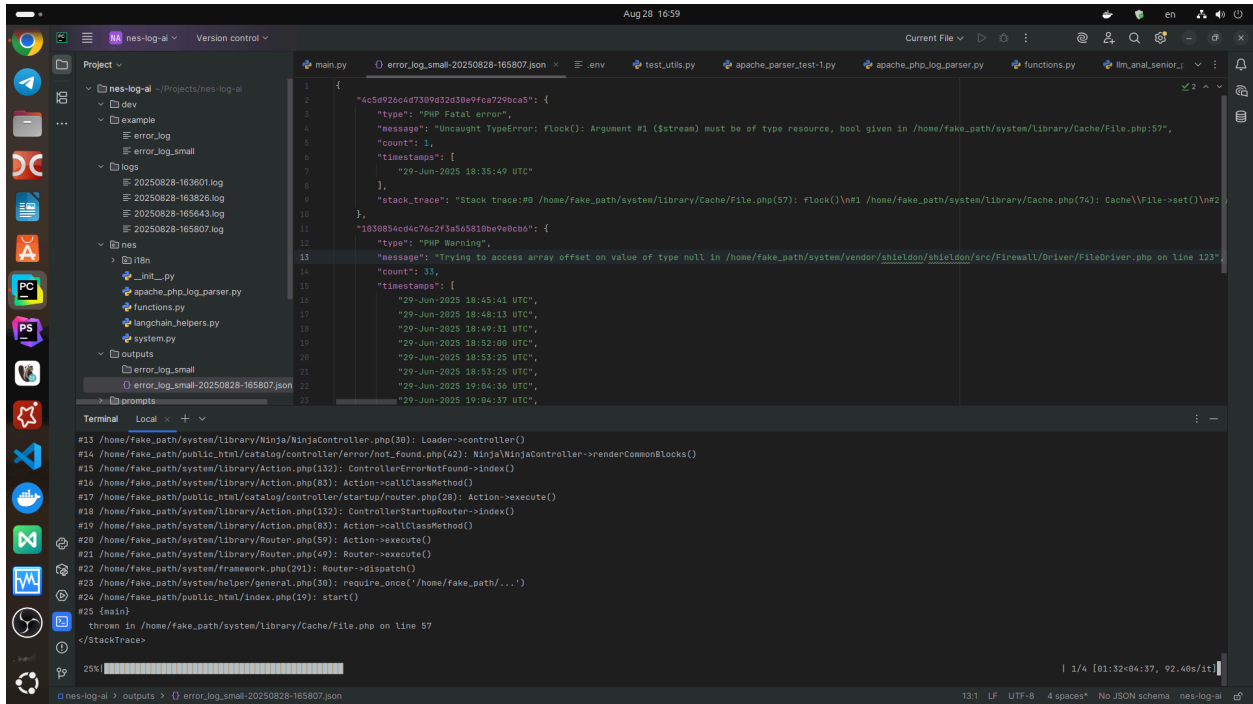 Aug 28 16:59
en
PC
NA nes-log-ai
Version control
Current File
Project
main.py
error_log_small-20250828-165807.json
.env
test_utils.py
apache_parser_test-1.py
apache_php_log_parser.py
functions.py
llm_anal_senior_
nes-log-ai ~/Projects/nes-log-ai
dev
example
error_log
error_log_small
logs
20250828-163601.log
20250828-163826.log
20250828-165643.log
20250828-165807.log
nes
i18n
__init__.py
apache_php_log_parser.py
functions.py
langchain_helpers.py
system.py
outputs
error_log_small
error_log_small-20250828-165807.json
prompts
2
1 {
2 "4c5d926c4d7309d32d30e9fca729bca5": {
3 "type": "PHP Fatal error",
4 "message": "Uncaught TypeError: flock(): Argument #1 ($stream) must be of type resource, bool given in /home/fake_path/system/library/Cache/File.php:57",
5 "count": 1,
6 "timestamps": [
7 "29-Jun-2025 18:35:49 UTC"
8 ],
9 "stack_trace": "Stack trace:#0 /home/fake_path/system/library/Cache/File.php(57): flock()\n#1 /home/fake_path/system/library/Cache.php(74): Cache\\File->set()\n#2
10 },
11 "1030854cd4c76c2f3a565810be9e0cb6": {
12 "type": "PHP Warning",
13 "message": "Trying to access array offset on value of type null in /home/fake_path/system/vendor/shieldon/shieldon/src/Firewall/Driver/FileDriver.php on line 123",
14 "count": 33,
15 "timestamps": [
16 "29-Jun-2025 18:45:41 UTC",
17 "29-Jun-2025 18:48:13 UTC",
18 "29-Jun-2025 18:49:31 UTC",
19 "29-Jun-2025 18:52:00 UTC",
20 "29-Jun-2025 18:53:25 UTC",
21 "29-Jun-2025 18:53:25 UTC",
22 "29-Jun-2025 19:04:36 UTC",
23 "29-Jun-2025 19:04:37 UTC",
Terminal
Local
#13 /home/fake_path/system/library/Ninja/NinjaController.php(30): Loader->controller()
#14 /home/fake_path/public_html/catalog/controller/error/not_found.php(42): Ninja\NinjaController->renderCommonBlocks()
#15 /home/fake_path/system/library/Action.php(132): ControllerErrorNotFound->index()
#16 /home/fake_path/system/library/Action.php(83): Action->callClassMethod()
#17 /home/fake_path/public_html/catalog/controller/startup/router.php(28): Action->execute()
#18 /home/fake_path/system/library/Action.php(132): ControllerStartupRouter->index()
#19 /home/fake_path/system/library/Action.php(83): Action->callClassMethod()
#20 /home/fake_path/system/library/Router.php(59): Action->execute()
#21 /home/fake_path/system/library/Router.php(49): Router->execute()
#22 /home/fake_path/system/framework.php(291): Router->dispatch()
#23 /home/fake_path/system/helper/general.php(30): require_once('/home/fake_path/...')
#24 /home/fake_path/public_html/index.php(19): start()
#25 {main}
thrown in /home/fake_path/system/library/Cache/File.php on line 57
</StackTrace>
25%| | 1/4 [01:32<04:37, 92.40s/it]
nes-log-ai > outputs > {} error_log_small-20250828-165807.json
13:1 LF UTF-8 4 spaces* No JSON schema nes-log-ai
PC
PS